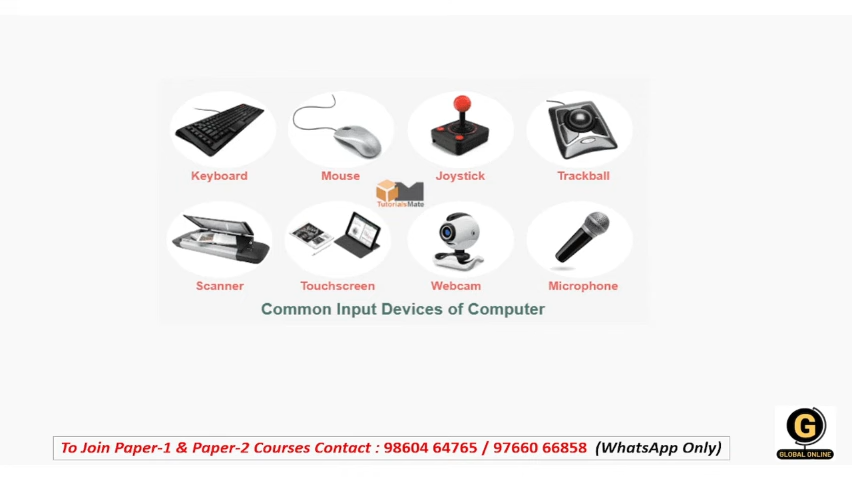 Keyboard
Mouse
Joystick
Trackball
TutorialsMate
Scanner
Touchscreen
Webcam
Microphone
Common Input Devices of Computer
G
GLOBAL ONLINE
To Join Paper-1 & Paper-2 Courses Contact : 98604 64765 / 97660 66858 (WhatsApp Only)